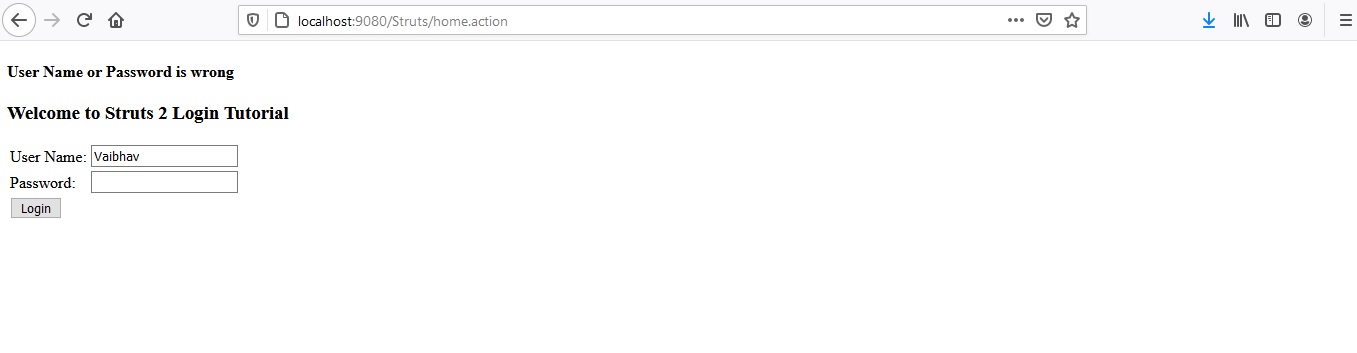 localhost:9080/Struts/home.action
User Name or Password is wrong
Welcome to Struts 2 Login Tutorial
User Name: Vaibhav
Password:
Login